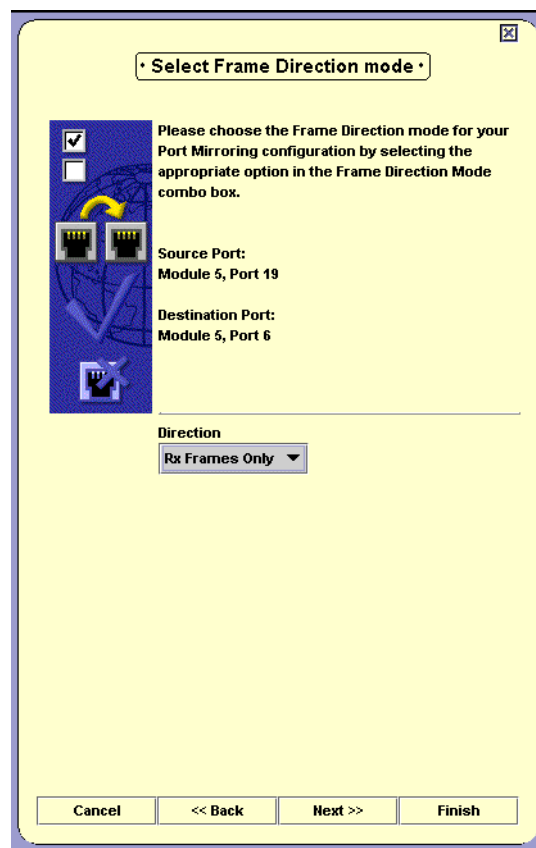 • Select Frame Direction mode •
Please choose the Frame Direction mode for your
Port Mirroring configuration by selecting the
appropriate option in the Frame Direction Mode
combo box.
Source Port:
Module 5, Port 19
Destination Port:
Module 5, Port 6
Direction
Rx Frames Only
Cancel
<< Back
Next >>
Finish